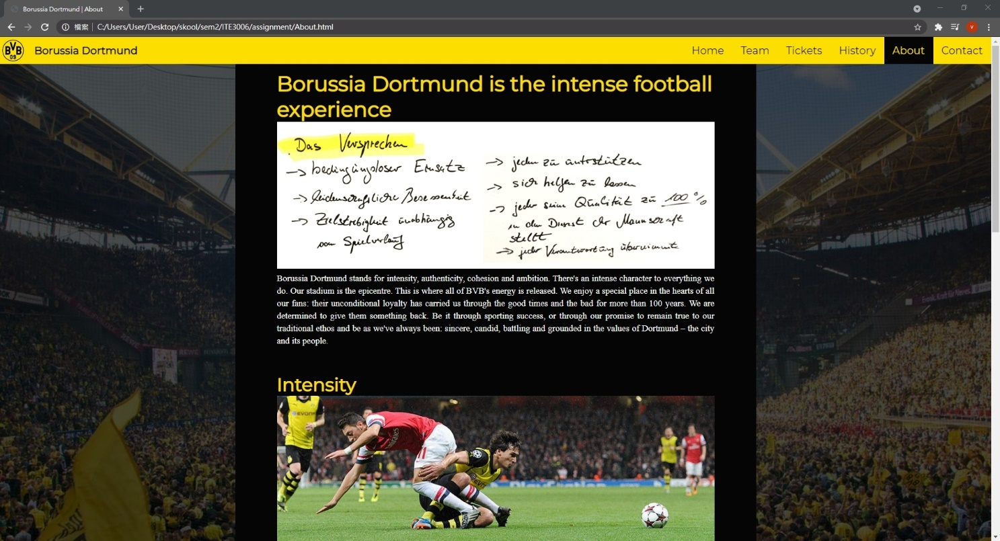 Borussia Dortmund | About
檔案 C:/Users/User/Desktop/skool/sem2/ITE3006/assignment/About.html
V
BVB
09
Borussia Dortmund
Home Team Tickets History About Contact
Borussia Dortmund is the intense football
experience
Das Versprechen
→ bedingungsloser Einsatz
→ leidenschaftliche Besessenheit
→ Zielstrebigkeit unabhängig
vom Spielverlauf
→ jeden zu unterstützen
→ sich helfen zu lassen
→ jeder seine Qualität zu 100 %
in den Dienst der Mannschaft
stellt
→ jeder Verantwortung übernimmt
Borussia Dortmund stands for intensity, authenticity, cohesion and ambition. There's an intense character to everything we
do. Our stadium is the epicentre. This is where all of BVB's energy is released. We enjoy a special place in the hearts of all
our fans: their unconditional loyalty has carried us through the good times and the bad for more than 100 years. We are
determined to give them something back. Be it through sporting success, or through our promise to remain true to our
traditional ethos and be as we've always been: sincere, candid, battling and grounded in the values of Dortmund – the city
and its people.
Intensity
REWE
EVONIK
Emirates
11
PlayStation